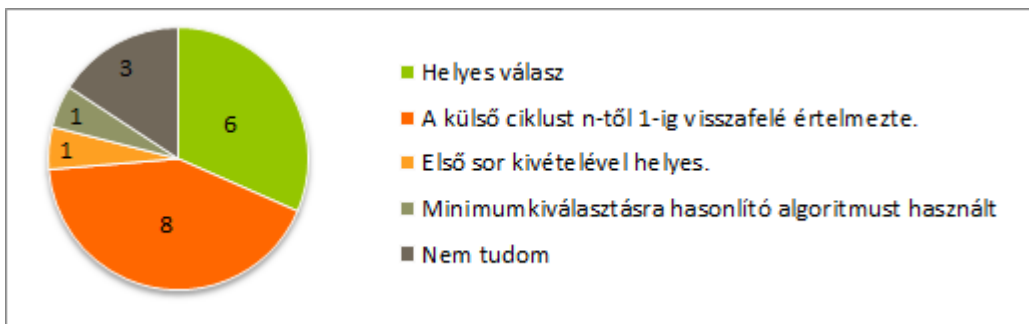 3
6
1
1
8
Helyes válasz
A külső ciklust n-től 1-ig visszafelé értelmezte.
Első sor kivételével helyes.
Minimumkiválasztásra hasonlító algoritmust használt
Nem tudom